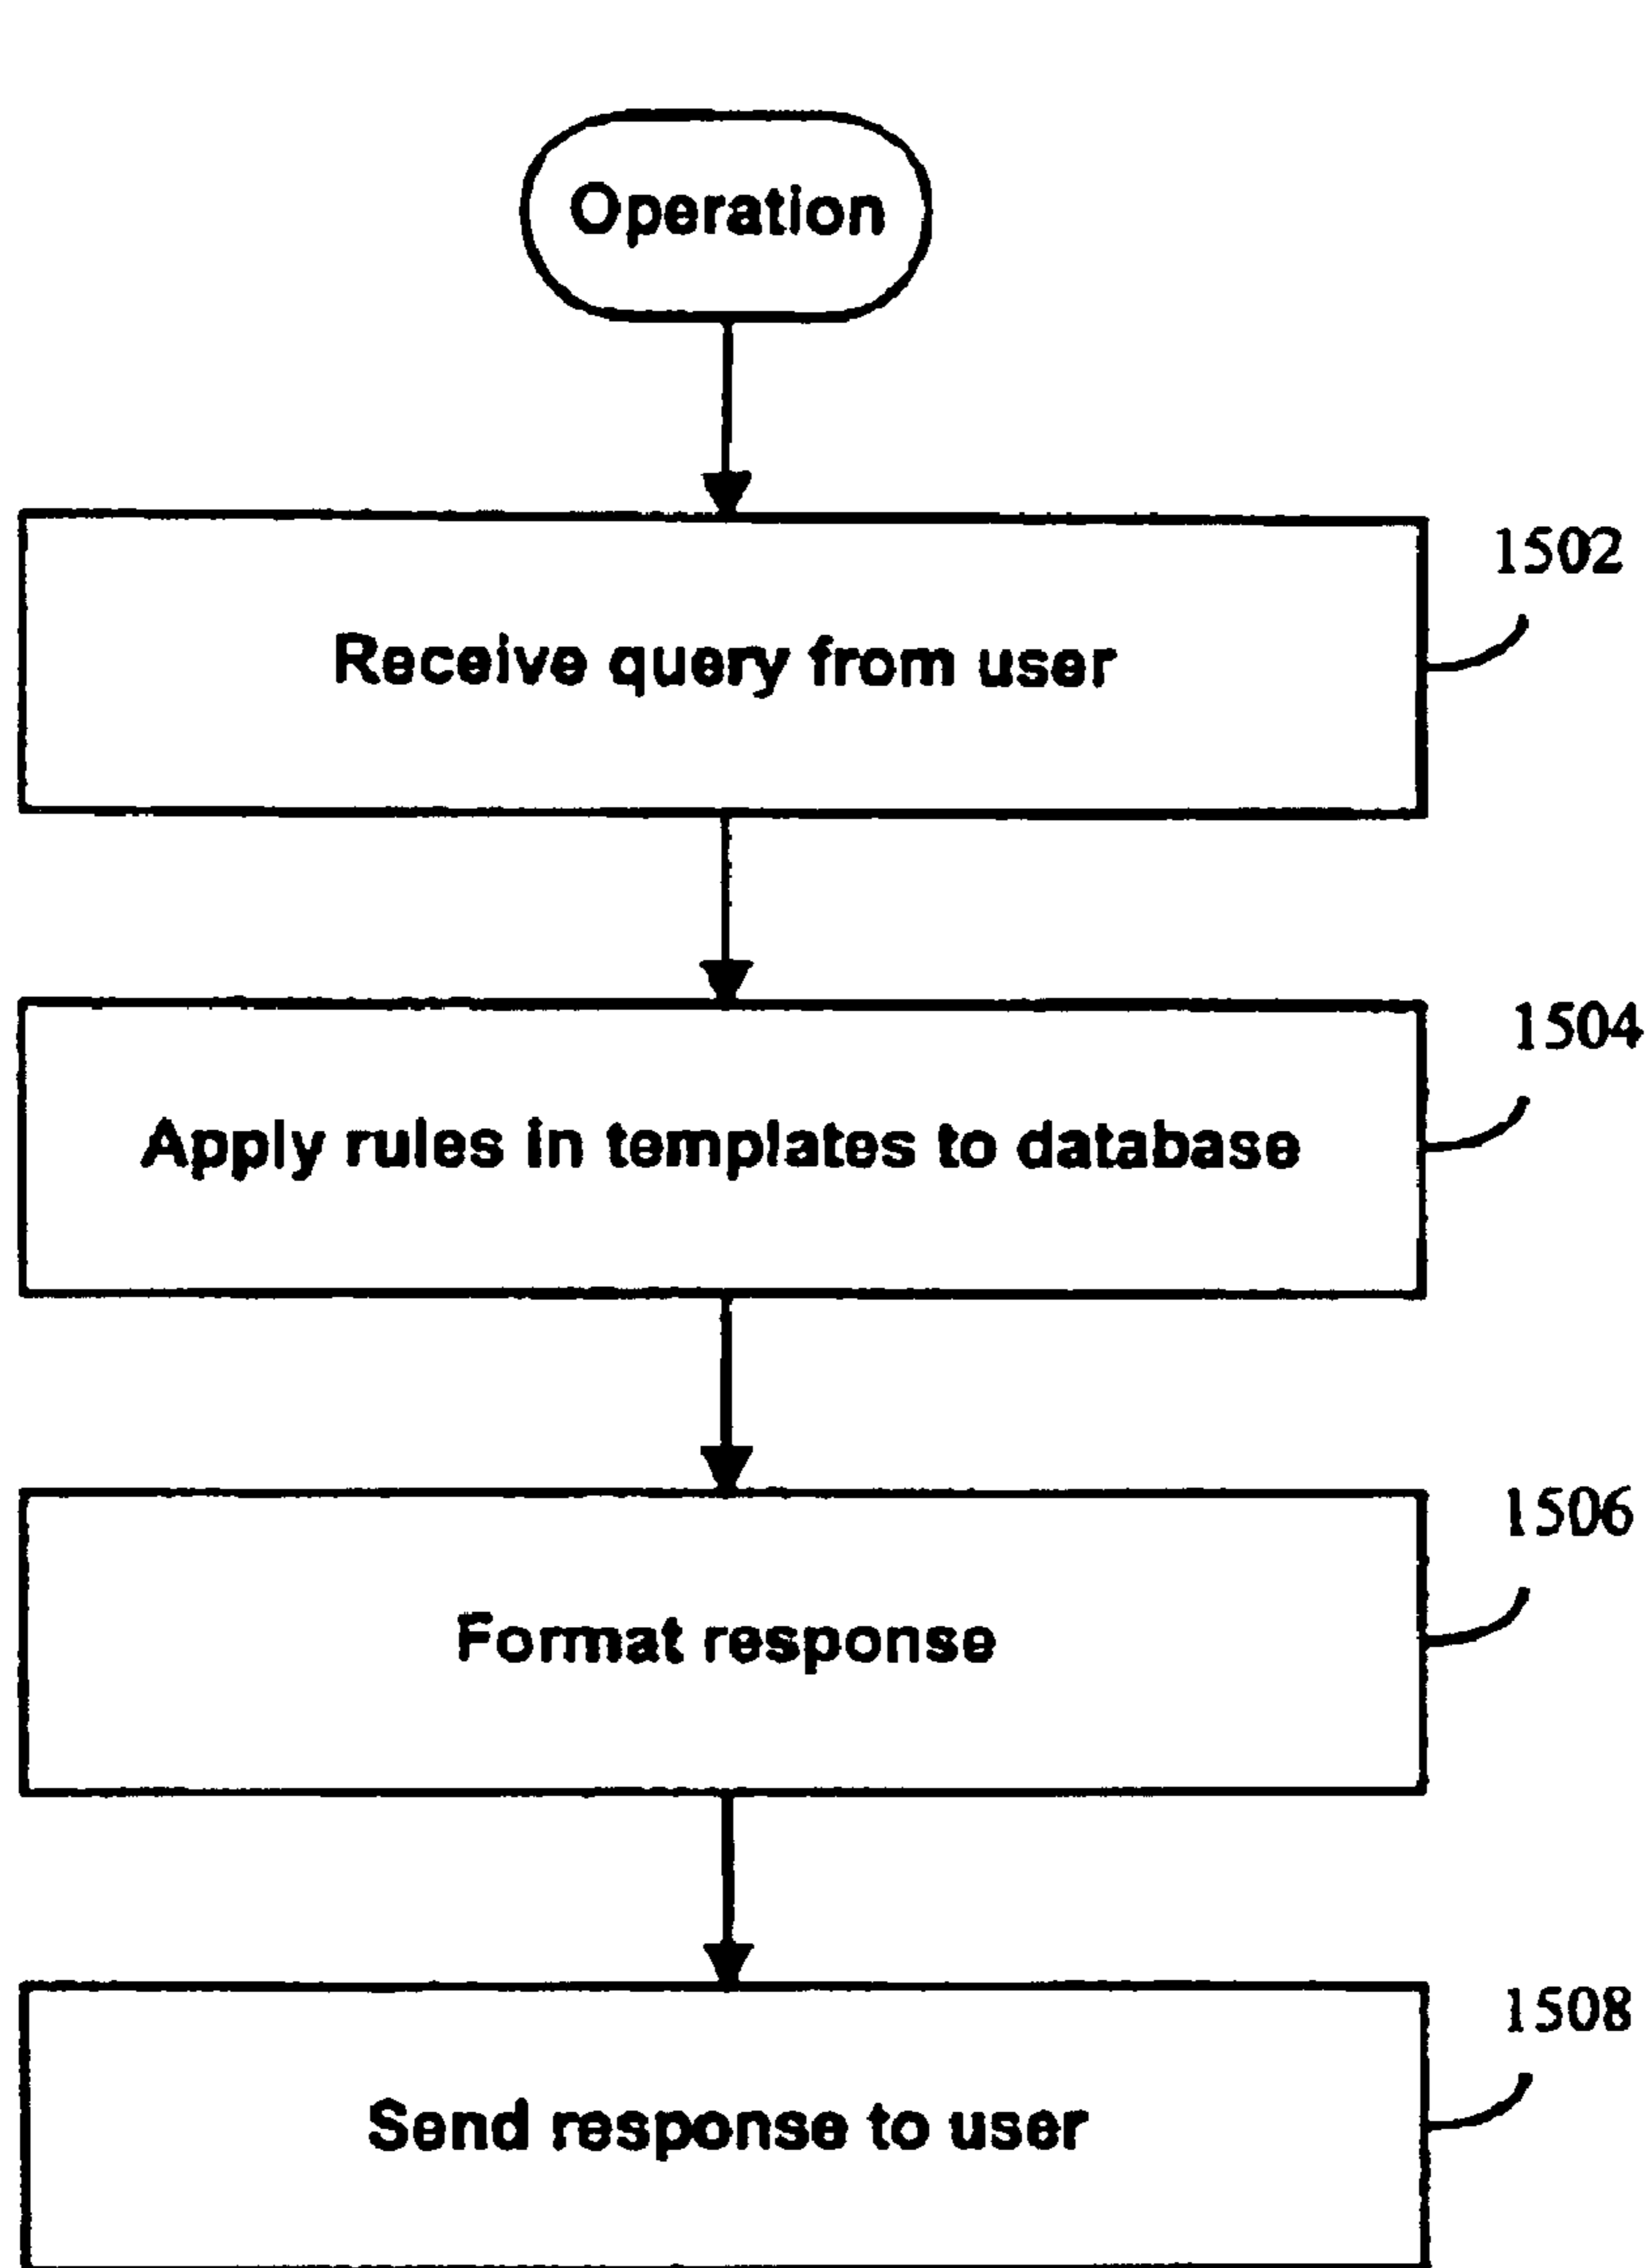 Operation
1502
Receive query from user
1504
Apply rules in templates to database
1506
Format response
1508
Send response to user